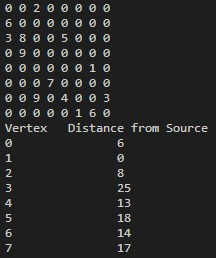 0 0 2 0 0 0 0 0
6 0 0 0 0 0 0 0
3 8 0 0 5 0 0 0
0 9 0 0 0 0 0 0
0 0 0 0 0 0 1 0
0 0 0 7 0 0 0 0
0 0 9 0 4 0 0 3
0 0 0 0 0 1 6 0
Vertex   Distance from Source
0                6
1                0
2                8
3                25
4                13
5                18
6                14
7                17